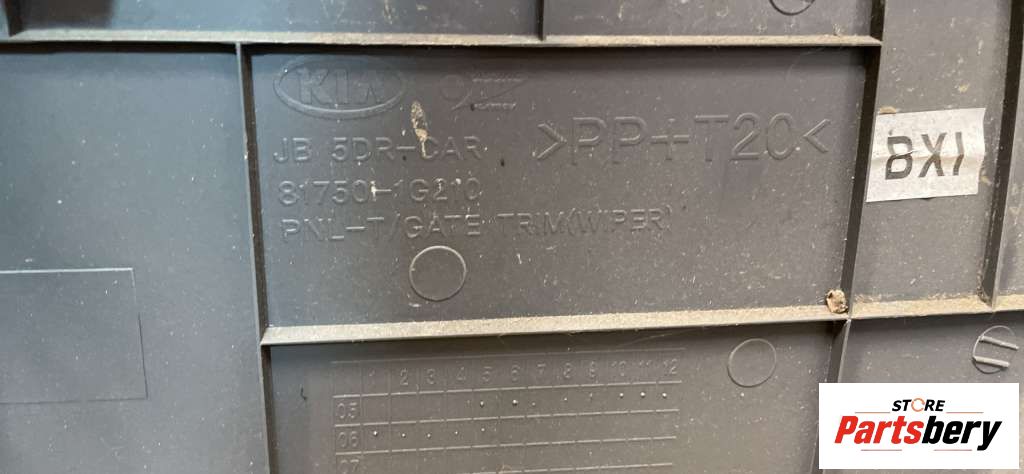 KIA
JB 5DR-CAR
81750-1G210
PNL-T/GATE TRIM(WIPER)
>PP+T20<
BXI
1 2 3 4 5 6 7 8 9 10 11 12
05
06
07
STORE
Partsbery